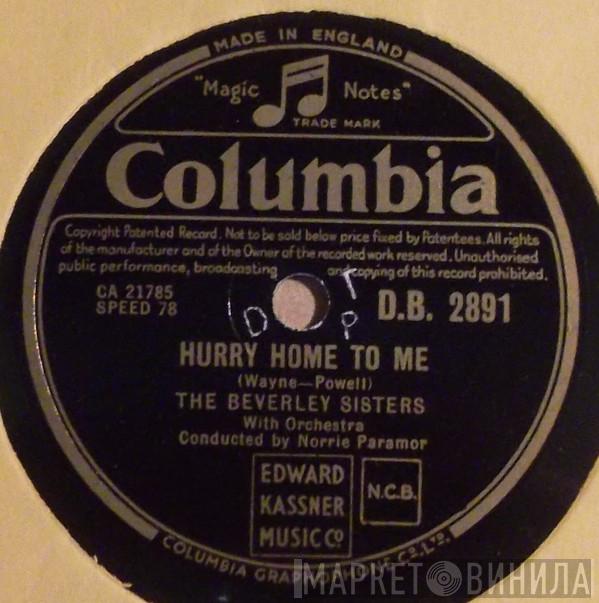 MADE IN ENGLAND
"Magic Notes"
TRADE MARK
Columbia
Copyright Patented Record. Not to be sold below price fixed by Patentees. All rights
of the manufacturer and of the Owner of the recorded work reserved. Unauthorised
public performance, broadcasting and copying of this record prohibited.
CA 21785
SPEED 78
D.B. 2891
D T P
HURRY HOME TO ME
(Wayne—Powell)
THE BEVERLEY SISTERS
With Orchestra
Conducted by Norrie Paramor
EDWARD
KASSNER
MUSIC Co
N.C.B.
COLUMBIA GRAPHOPHONE Co. LTD.
МАРКЕТ ВИНИЛА